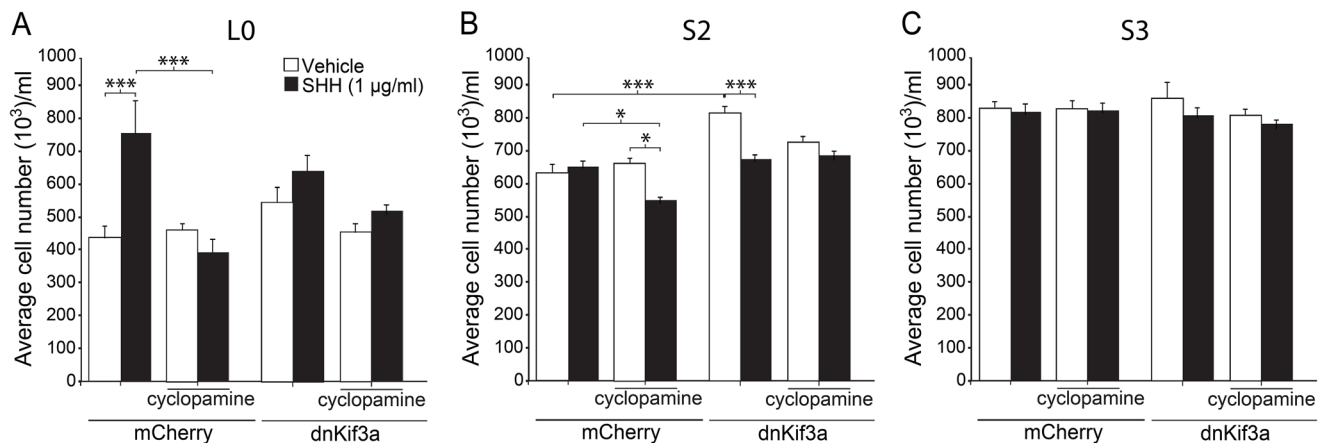 A
L0
Average cell number (10³)/ml
1000
900
800
700
600
500
400
300
200
100
0
***
***
Vehicle
SHH (1 µg/ml)
cyclopamine
cyclopamine
mCherry
dnKif3a
B
S2
Average cell number (10³)/ml
1000
900
800
700
600
500
400
300
200
100
0
***
***
*
*
cyclopamine
cyclopamine
mCherry
dnKif3a
C
S3
Average cell number (10³)/ml
1000
900
800
700
600
500
400
300
200
100
0
cyclopamine
cyclopamine
mCherry
dnKif3a